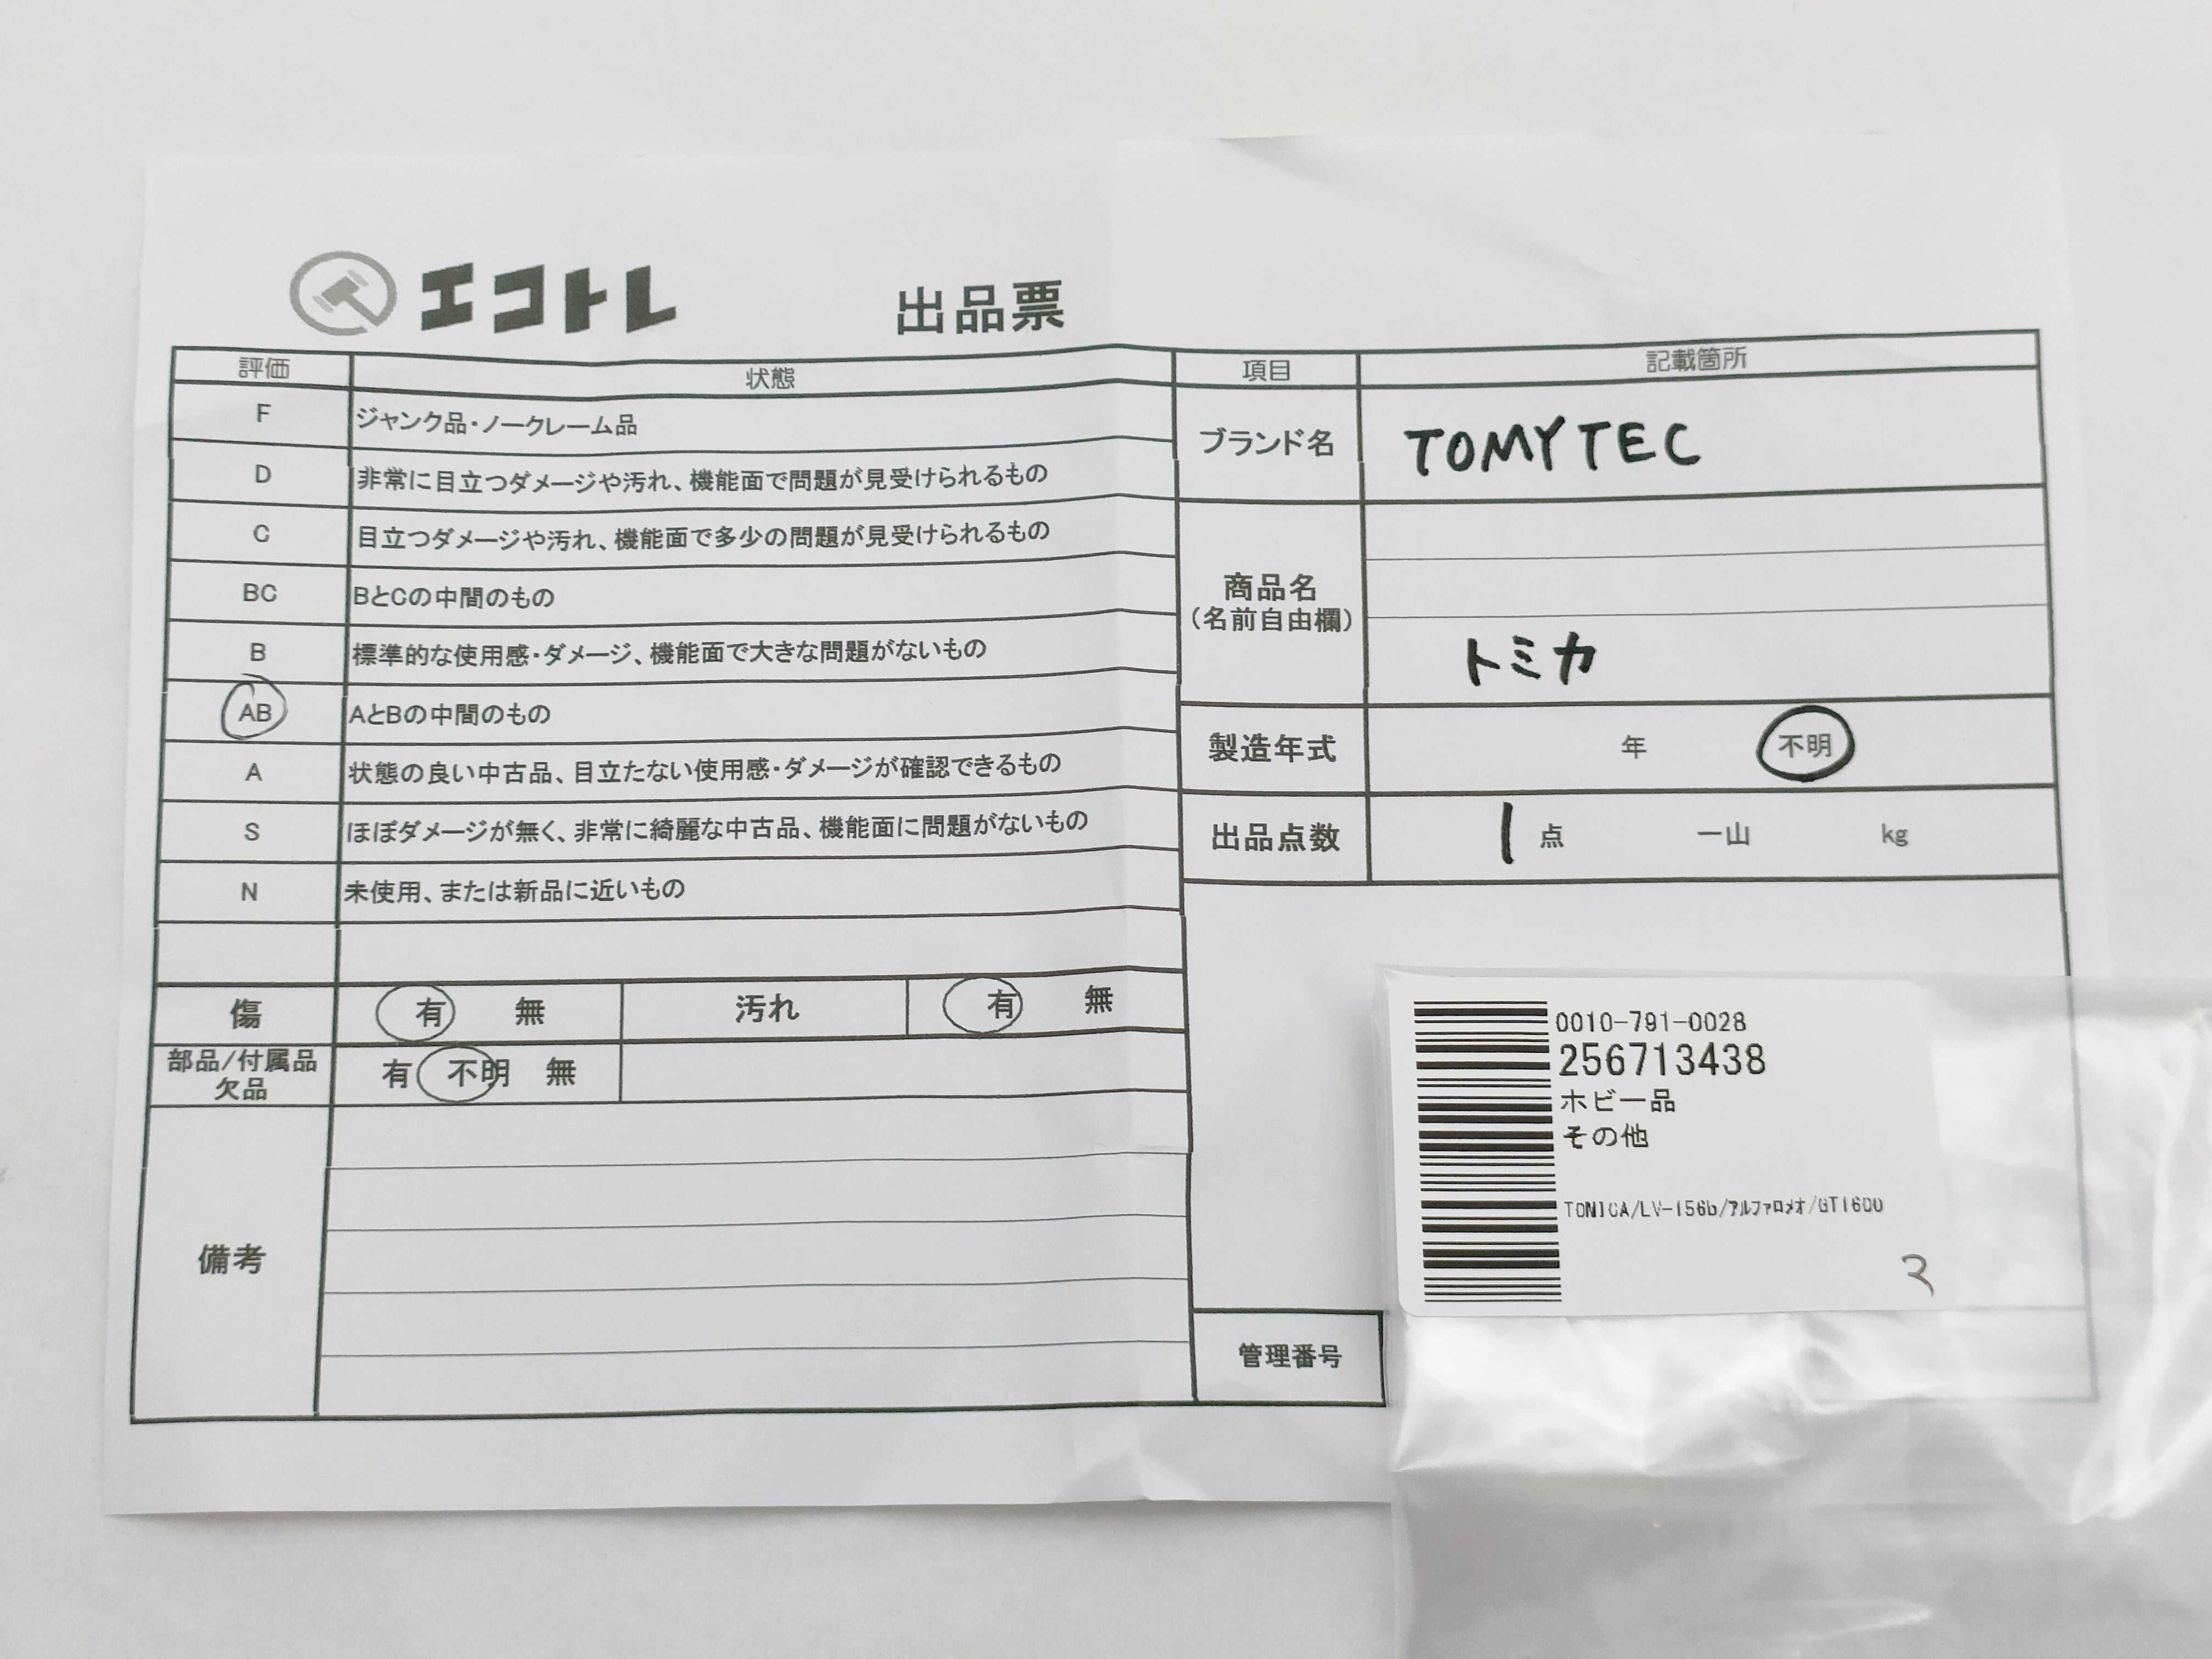 エコトレ
出品票
評価 状態
F ジャンク品・ノークレーム品
D 非常に目立つダメージや汚れ、機能面で問題が見受けられるもの
C 目立つダメージや汚れ、機能面で多少の問題が見受けられるもの
BC BとCの中間のもの
B 標準的な使用感・ダメージ、機能面で大きな問題がないもの
AB AとBの中間のもの
A 状態の良い中古品、目立たない使用感・ダメージが確認できるもの
S ほぼダメージが無く、非常に綺麗な中古品、機能面に問題がないもの
N 未使用、または新品に近いもの
傷 有 無 汚れ 有 無
部品/付属品
欠品
有 不明 無
備考
項目 記載箇所
ブランド名 TOMYTEC
商品名
(名前自由欄)
トミカ
製造年式 年 不明
出品点数 1 点 一山 kg
管理番号
0010-791-0028
256713438
ホビー品
その他
TOMICA/LV-156b/アルファロメオ/GT1600